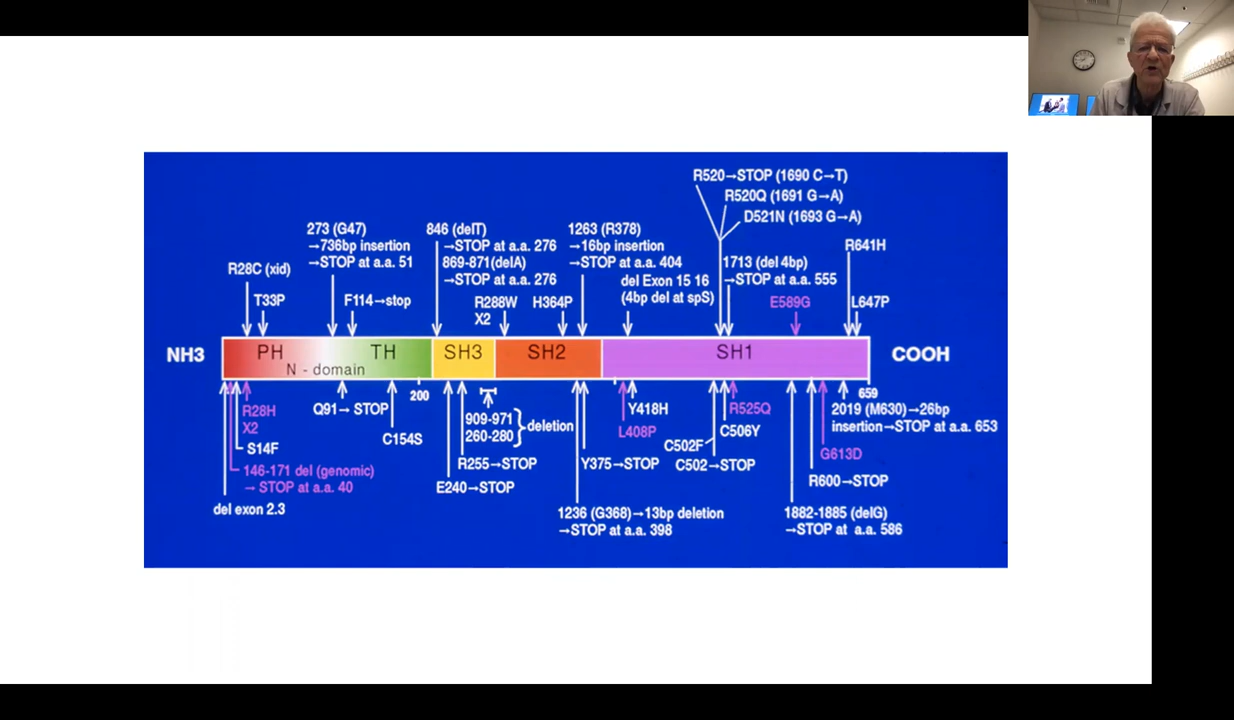 R520→STOP (1690 C→T)
R520Q (1691 G→A)
D521N (1693 G→A)
273 (G47)
→736bp insertion
→STOP at a.a. 51
846 (delT)
→STOP at a.a. 276
869-871(delA)
→STOP at a.a. 276
1263 (R378)
→16bp insertion
→STOP at a.a. 404
R641H
R28C (xid)
del Exon 15 16
(4bp del at spS)
1713 (del 4bp)
→STOP at a.a. 555
T33P
F114→stop
R288W
X2
H364P
E589G
L647P
NH3
PH
TH
N - domain
SH3
SH2
SH1
COOH
200
659
R28H
X2
S14F
146-171 del (genomic)
→ STOP at a.a. 40
del exon 2.3
Q91→ STOP
C154S
909-971
260-280
deletion
R255→STOP
E240→STOP
Y375→STOP
1236 (G368)→13bp deletion
→STOP at a.a. 398
Y418H
L408P
R525Q
C506Y
C502F
C502→STOP
2019 (M630)→26bp
insertion→STOP at a.a. 653
G613D
R600→STOP
1882-1885 (delG)
→STOP at a.a. 586